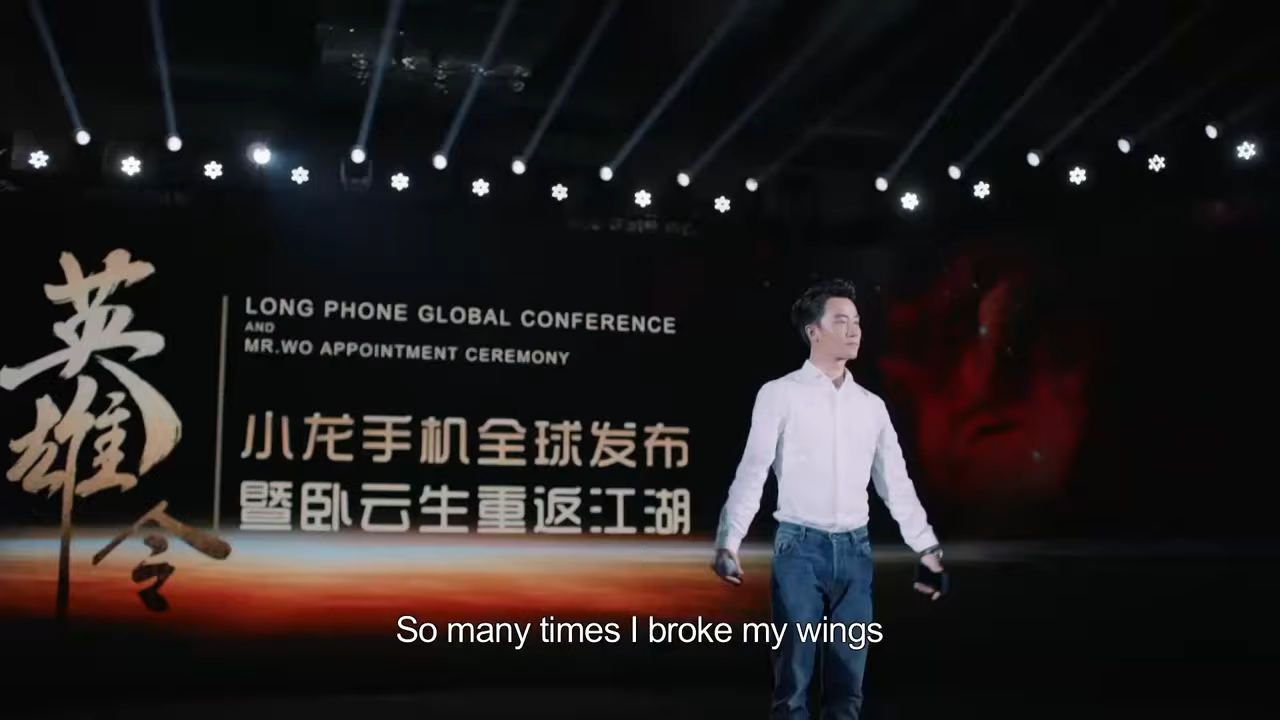 英雄令
LONG PHONE GLOBAL CONFERENCE
AND
MR.WO APPOINTMENT CEREMONY
小龙手机全球发布
暨卧云生重返江湖
So many times I broke my wings